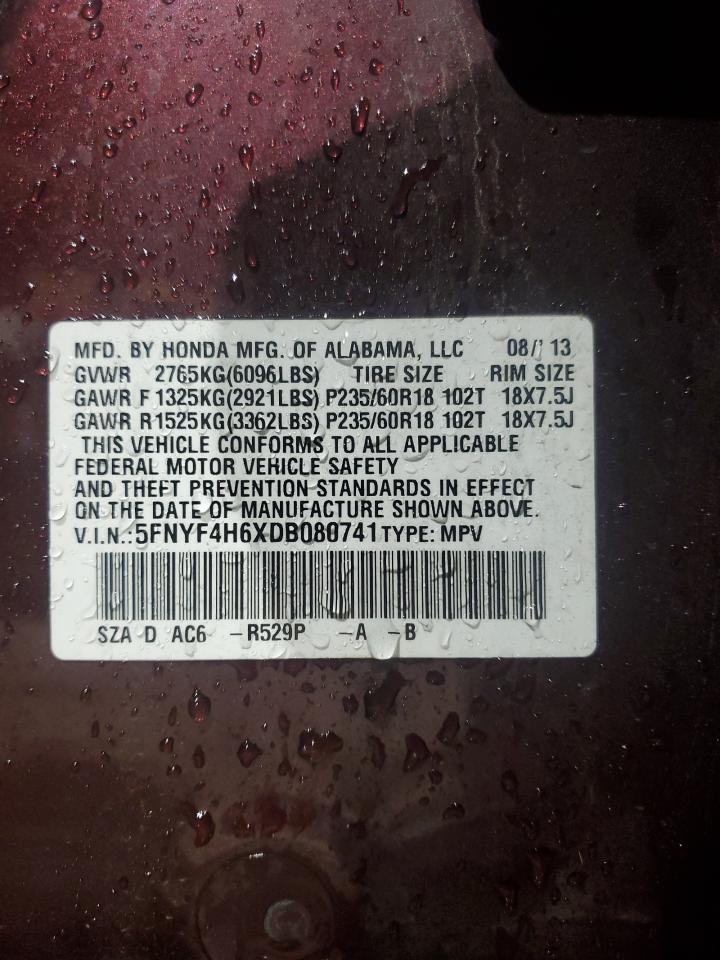 MFD. BY HONDA MFG. OF ALABAMA, LLC 08/' 13
GVWR 2765KG(6096LBS) TIRE SIZE RIM SIZE
GAWR F 1325KG(2921LBS) P235/60R18 102T 18X7.5J
GAWR R1525KG(3362LBS) P235/60R18 102T 18X7.5J
THIS VEHICLE CONFORMS TO ALL APPLICABLE
FEDERAL MOTOR VEHICLE SAFETY
AND THEFT PREVENTION STANDARDS IN EFFECT
ON THE DATE OF MANUFACTURE SHOWN ABOVE.
V.I.N.:5FNYF4H6XDB080741 TYPE: MPV
SZA D AC6 –R529P –A –B